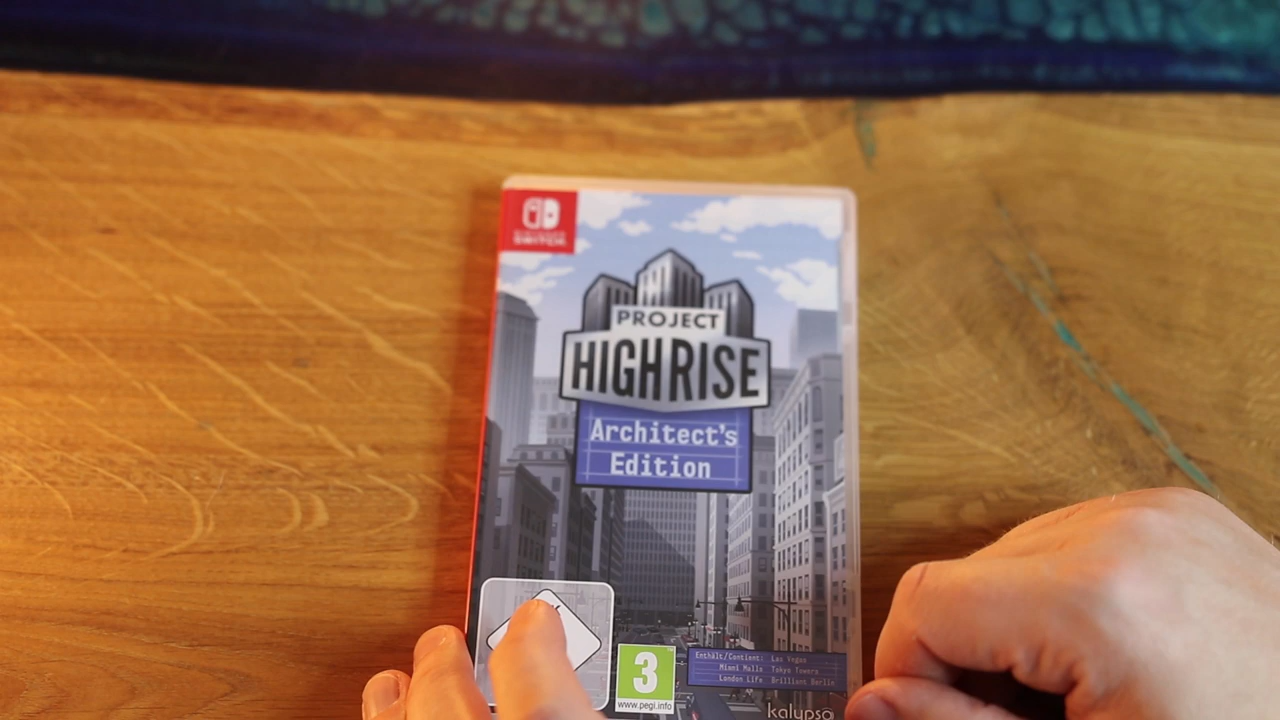 NINTENDO
SWITCH
PROJECT
HIGHRISE
Architect's
Edition
3
www.pegi.info
Enthält/Contient: Las Vegas
Miami Malls Tokyo Towers
London Life Brilliant Berlin
kalypso